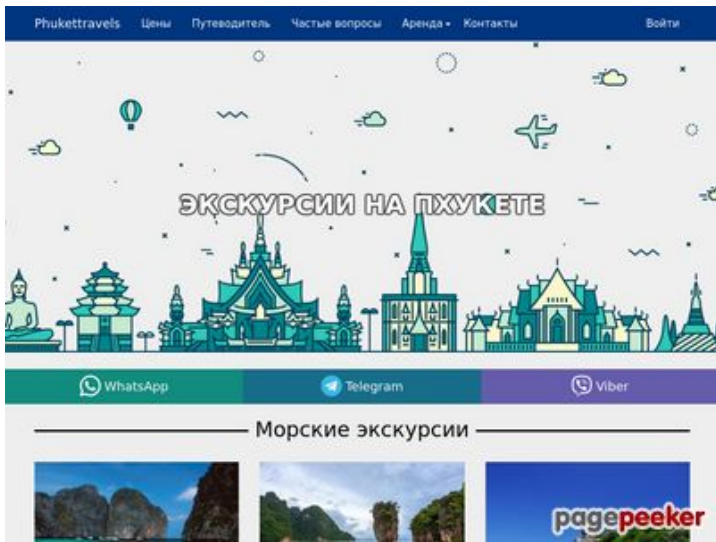 Phukettravels Цены Путеводитель Частые вопросы Аренда Контакты Войти
ЭКСКУРСИИ НА ПХУКЕТЕ
WhatsApp Telegram Viber
Морские экскурсии
pagepeeker